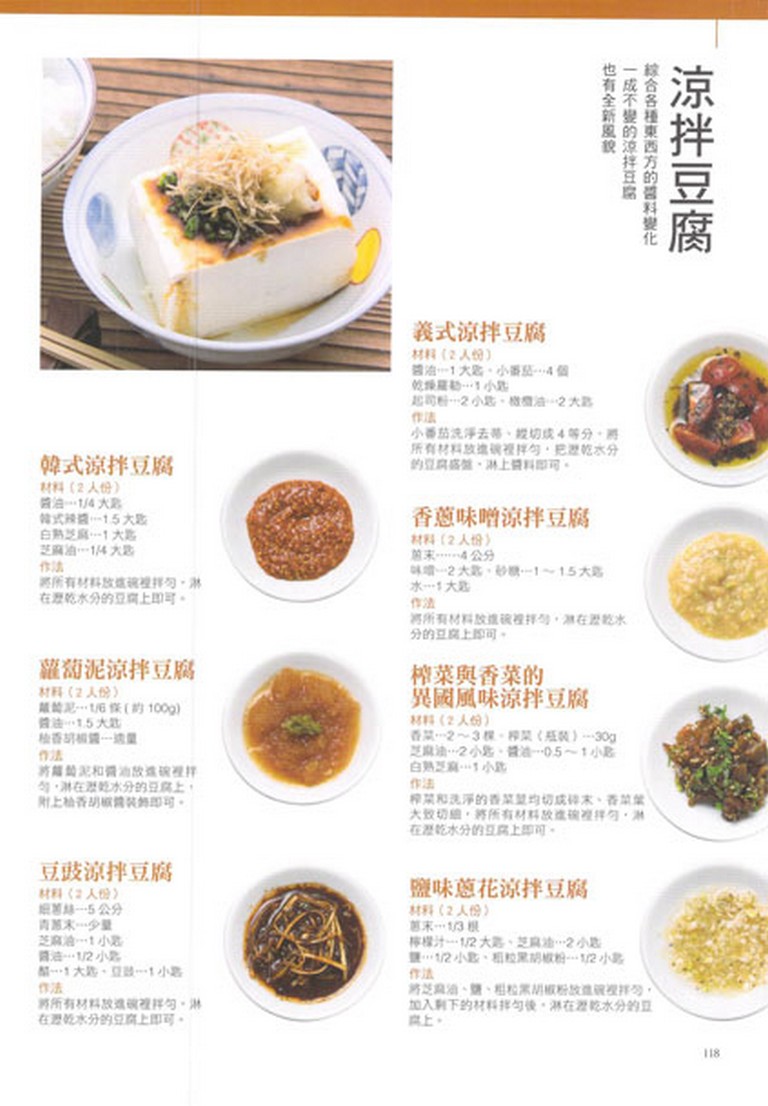 涼拌豆腐
綜合各種東西方的醬料變化
一成不變的涼拌豆腐
也有全新風貌
義式涼拌豆腐
材料（2 人份）
醬油…1 大匙、小番茄…4 個
乾燥羅勒…1 小匙
起司粉…2 小匙、橄欖油…2 大匙
作法
小番茄洗淨去蒂、縱切成 4 等分，將
所有材料放進碗裡拌勻，把瀝乾水分
的豆腐盛盤，淋上醬料即可。
香蔥味噌涼拌豆腐
材料（2 人份）
蔥末……4 公分
味噌…2 大匙、砂糖…1 ～ 1.5 大匙
水…1 大匙
作法
將所有材料放進碗裡拌勻，淋在瀝乾水
分的豆腐上即可。
榨菜與香菜的
異國風味涼拌豆腐
材料（2 人份）
香菜…2 ～ 3 棵、榨菜（瓶裝）…30g
芝麻油…2 小匙、醬油…0.5 ～ 1 小匙
白熟芝麻…1 小匙
作法
榨菜和洗淨的香菜莖均切成碎末、香菜葉
大致切細，將所有材料放進碗裡拌勻，淋
在瀝乾水分的豆腐上即可。
鹽味蔥花涼拌豆腐
材料（2 人份）
蔥末…1/3 根
檸檬汁…1/2 大匙、芝麻油…2 小匙
鹽…1/2 小匙、粗粒黑胡椒粉…1/2 小匙
作法
將芝麻油、鹽、粗粒黑胡椒粉放進碗裡拌勻，
加入剩下的材料拌勻後，淋在瀝乾水分的豆
腐上。
韓式涼拌豆腐
材料（2 人份）
醬油…1/4 大匙
韓式辣醬…1.5 大匙
白熟芝麻…1 大匙
芝麻油…1/4 大匙
作法
將所有材料放進碗裡拌勻，淋
在瀝乾水分的豆腐上即可。
蘿蔔泥涼拌豆腐
材料（2 人份）
蘿蔔泥…1/6 條 ( 約 100g)
醬油…1.5 大匙
柚香胡椒醬…適量
作法
將蘿蔔泥和醬油放進碗裡拌
勻，淋在瀝乾水分的豆腐上，
附上柚香胡椒醬裝飾即可。
豆豉涼拌豆腐
材料（2 人份）
細蔥絲…5 公分
青蔥末…少量
芝麻油…1 小匙
醬油…1/2 小匙
醋…1 大匙、豆豉…1 小匙
作法
將所有材料放進碗裡拌勻，淋
在瀝乾水分的豆腐上即可。
118